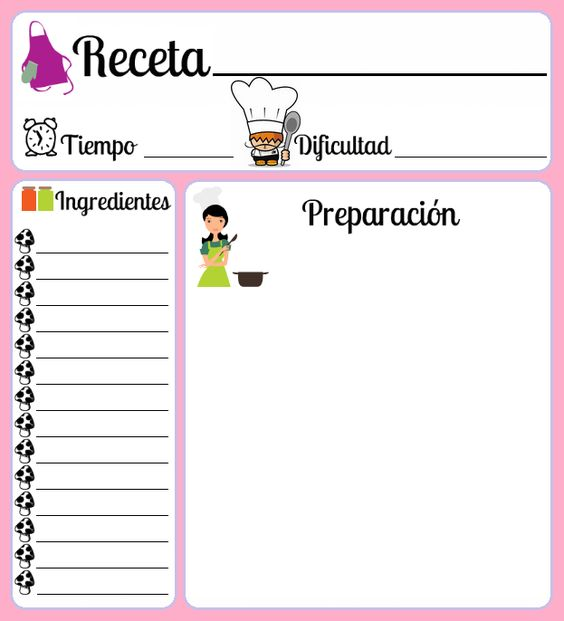 Receta
Tiempo
Dificultad
Ingredientes
Preparación